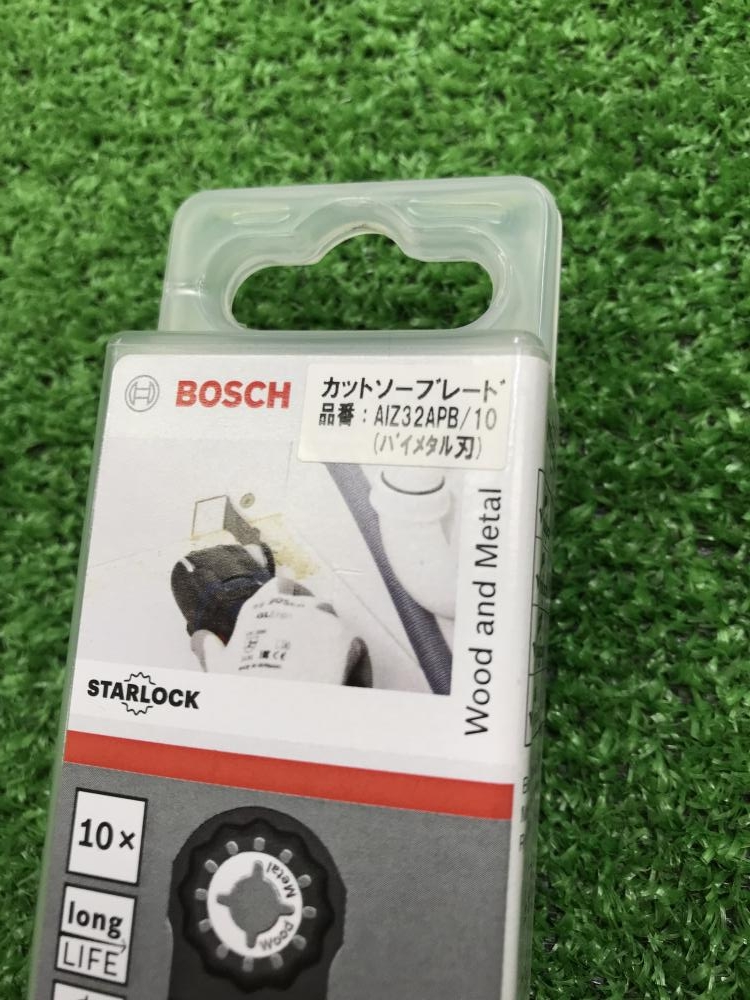 BOSCH
カットソーブレード
品番：AIZ32APB/10
(バイメタル刃)
Wood and Metal
BOSCH
STARLOCK
10×
long
LIFE
Metal
Wood